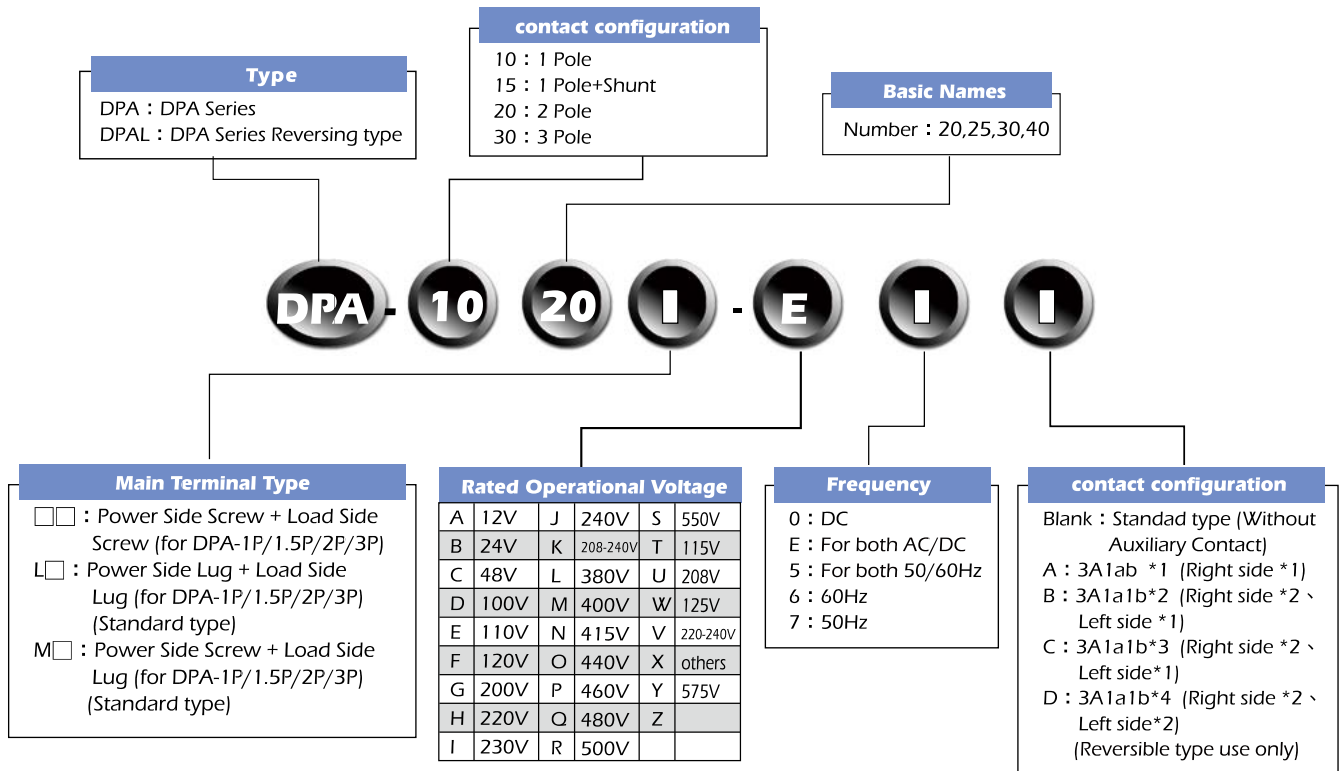 contact configuration
10：1 Pole
15：1 Pole+Shunt
20：2 Pole
30：3 Pole
Type
DPA：DPA Series
DPAL：DPA Series Reversing type
Basic Names
Number：20,25,30,40
DPA - 10 20 I - E I I
Main Terminal Type
□□：Power Side Screw + Load Side
Screw (for DPA-1P/1.5P/2P/3P)
L□：Power Side Lug + Load Side
Lug (for DPA-1P/1.5P/2P/3P)
(Standard type)
M□：Power Side Screw + Load Side
Lug (for DPA-1P/1.5P/2P/3P)
(Standard type)
Rated Operational Voltage
A 12V J 240V S 550V
B 24V K 208-240V T 115V
C 48V L 380V U 208V
D 100V M 400V W 125V
E 110V N 415V V 220-240V
F 120V O 440V X others
G 200V P 460V Y 575V
H 220V Q 480V Z
I 230V R 500V
Frequency
0：DC
E：For both AC/DC
5：For both 50/60Hz
6：60Hz
7：50Hz
contact configuration
Blank：Standad type (Without
Auxiliary Contact)
A：3A1ab *1 (Right side *1)
B：3A1a1b*2 (Right side *2、
Left side *1)
C：3A1a1b*3 (Right side *2、
Left side*1)
D：3A1a1b*4 (Right side *2、
Left side*2)
(Reversible type use only)